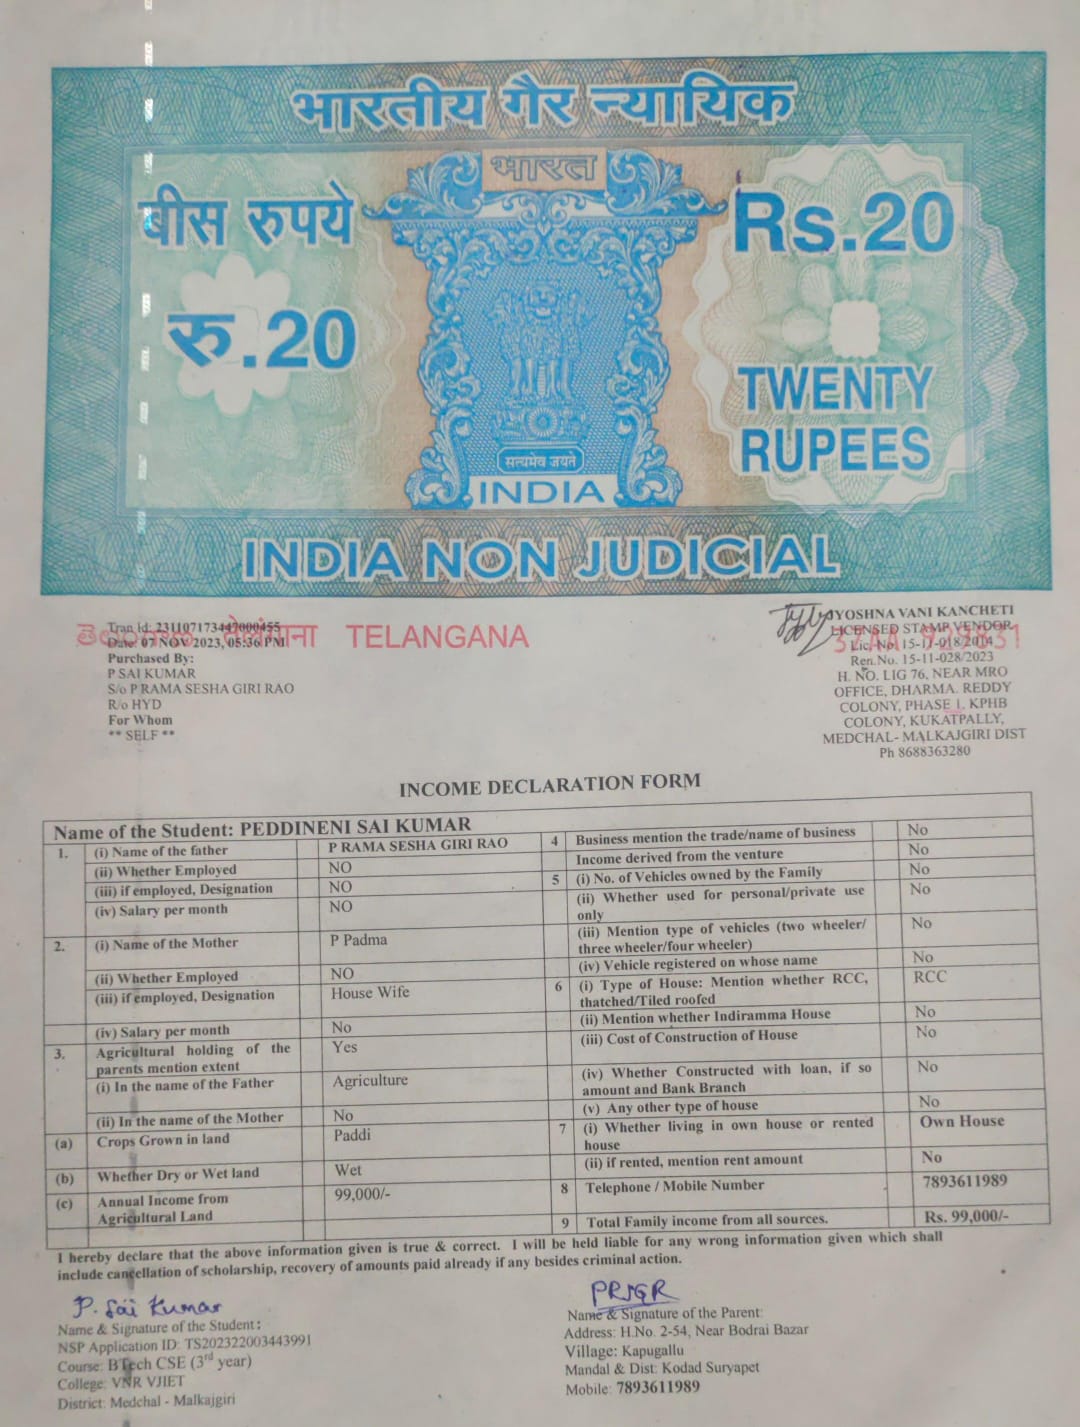 भारतीय गैर न्यायिक
भारत
बीस रुपये
Rs.20
रु.20
TWENTY
RUPEES
सत्यमेव जयते
INDIA
INDIA NON JUDICIAL
తెలంగాణ तेलंगाना TELANGANA
Tran Id: 231107173447000455
Date: 07 NOV 2023, 05:36 PM
Purchased By:
P SAI KUMAR
S/o P RAMA SESHA GIRI RAO
R/o HYD
For Whom
** SELF **
JYOSHNA VANI KANCHETI
LICENSED STAMP VENDOR
Lic. No. 15-11-018/2014
Ren.No. 15-11-028/2023
H. NO. LIG 76, NEAR MRO
OFFICE, DHARMA. REDDY
COLONY, PHASE 1, KPHB
COLONY, KUKATPALLY,
MEDCHAL- MALKAJGIRI DIST
Ph 8688363280
INCOME DECLARATION FORM
Name of the Student: PEDDINENI SAI KUMAR
1. (i) Name of the father P RAMA SESHA GIRI RAO
(ii) Whether Employed NO
(iii) if employed, Designation NO
(iv) Salary per month NO
2. (i) Name of the Mother P Padma
(ii) Whether Employed NO
(iii) if employed, Designation House Wife
(iv) Salary per month No
3. Agricultural holding of the Yes
parents mention extent
(i) In the name of the Father Agriculture
(ii) In the name of the Mother No
(a) Crops Grown in land Paddi
(b) Whether Dry or Wet land Wet
(c) Annual Income from 99,000/-
Agricultural Land
4 Business mention the trade/name of business No
Income derived from the venture No
5 (i) No. of Vehicles owned by the Family No
(ii) Whether used for personal/private use No
only
(iii) Mention type of vehicles (two wheeler/ No
three wheeler/four wheeler)
(iv) Vehicle registered on whose name No
6 (i) Type of House: Mention whether RCC, RCC
thatched/Tiled roofed
(ii) Mention whether Indiramma House No
(iii) Cost of Construction of House No
(iv) Whether Constructed with loan, if so No
amount and Bank Branch
(v) Any other type of house No
7 (i) Whether living in own house or rented Own House
house
(ii) if rented, mention rent amount No
8 Telephone / Mobile Number 7893611989
9 Total Family income from all sources. Rs. 99,000/-
I hereby declare that the above information given is true & correct. I will be held liable for any wrong information given which shall
include cancellation of scholarship, recovery of amounts paid already if any besides criminal action.
P. Sai Kumar
Name & Signature of the Student:
NSP Application ID: TS202322003443991
Course: BTech CSE (3rd year)
College: VNR VJIET
District: Medchal - Malkajgiri
PRSGR
Name & Signature of the Parent:
Address: H.No. 2-54, Near Bodrai Bazar
Village: Kapugallu
Mandal & Dist: Kodad Suryapet
Mobile: 7893611989